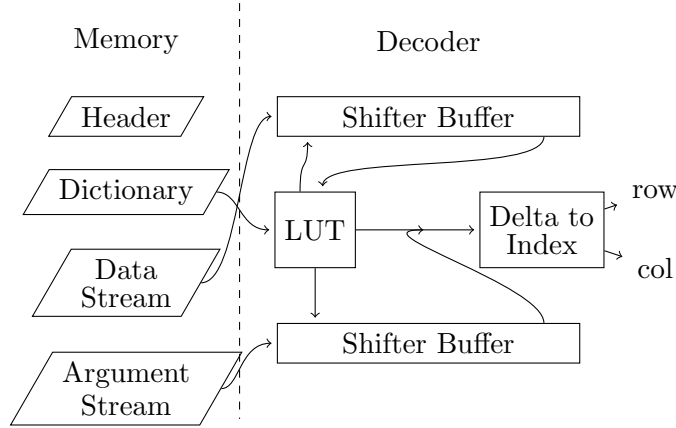 Memory
Decoder
Header
Shifter Buffer
Dictionary
LUT
Delta to
Index
row
col
Data
Stream
Shifter Buffer
Argument
Stream